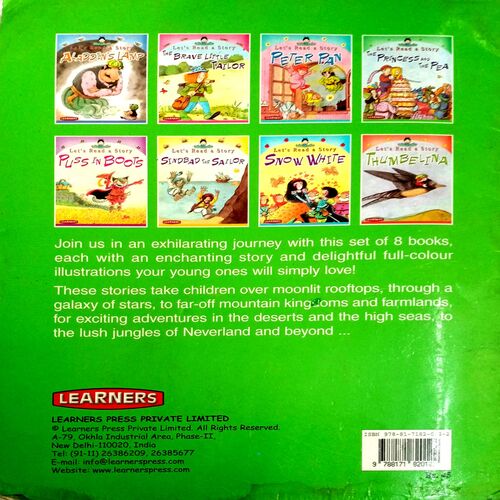 Let's Read a Story
ALADDIN'S LAMP
LEARNERS
Let's Read a Story
THE BRAVE LITTLE
TAILOR
Let's Read a Story
PETER PAN
LEARNERS
Let's Read a Story
THE PRINCESS AND THE PEA
Let's Read a Story
PUSS IN BOOTS
Let's Read a Story
SINDBAD THE SAILOR
Let's Read a Story
SNOW WHITE
Let's Read a Story
THUMBELINA
Join us in an exhilarating journey with this set of 8 books,
each with an enchanting story and delightful full-colour
illustrations your young ones will simply love!
These stories take children over moonlit rooftops, through a
galaxy of stars, to far-off mountain kingdoms and farmlands,
for exciting adventures in the deserts and the high seas, to
the lush jungles of Neverland and beyond ...
LEARNERS
LEARNERS PRESS PRIVATE LIMITED
© Learners Press Private Limited. All Rights Reserved.
A-79, Okhla Industrial Area, Phase-II,
New Delhi-110020, India
Tel: (91-11) 26386209, 26385677
E-mail: info@learnerspress.com
www.learnerspress.com
ISBN
9 788171